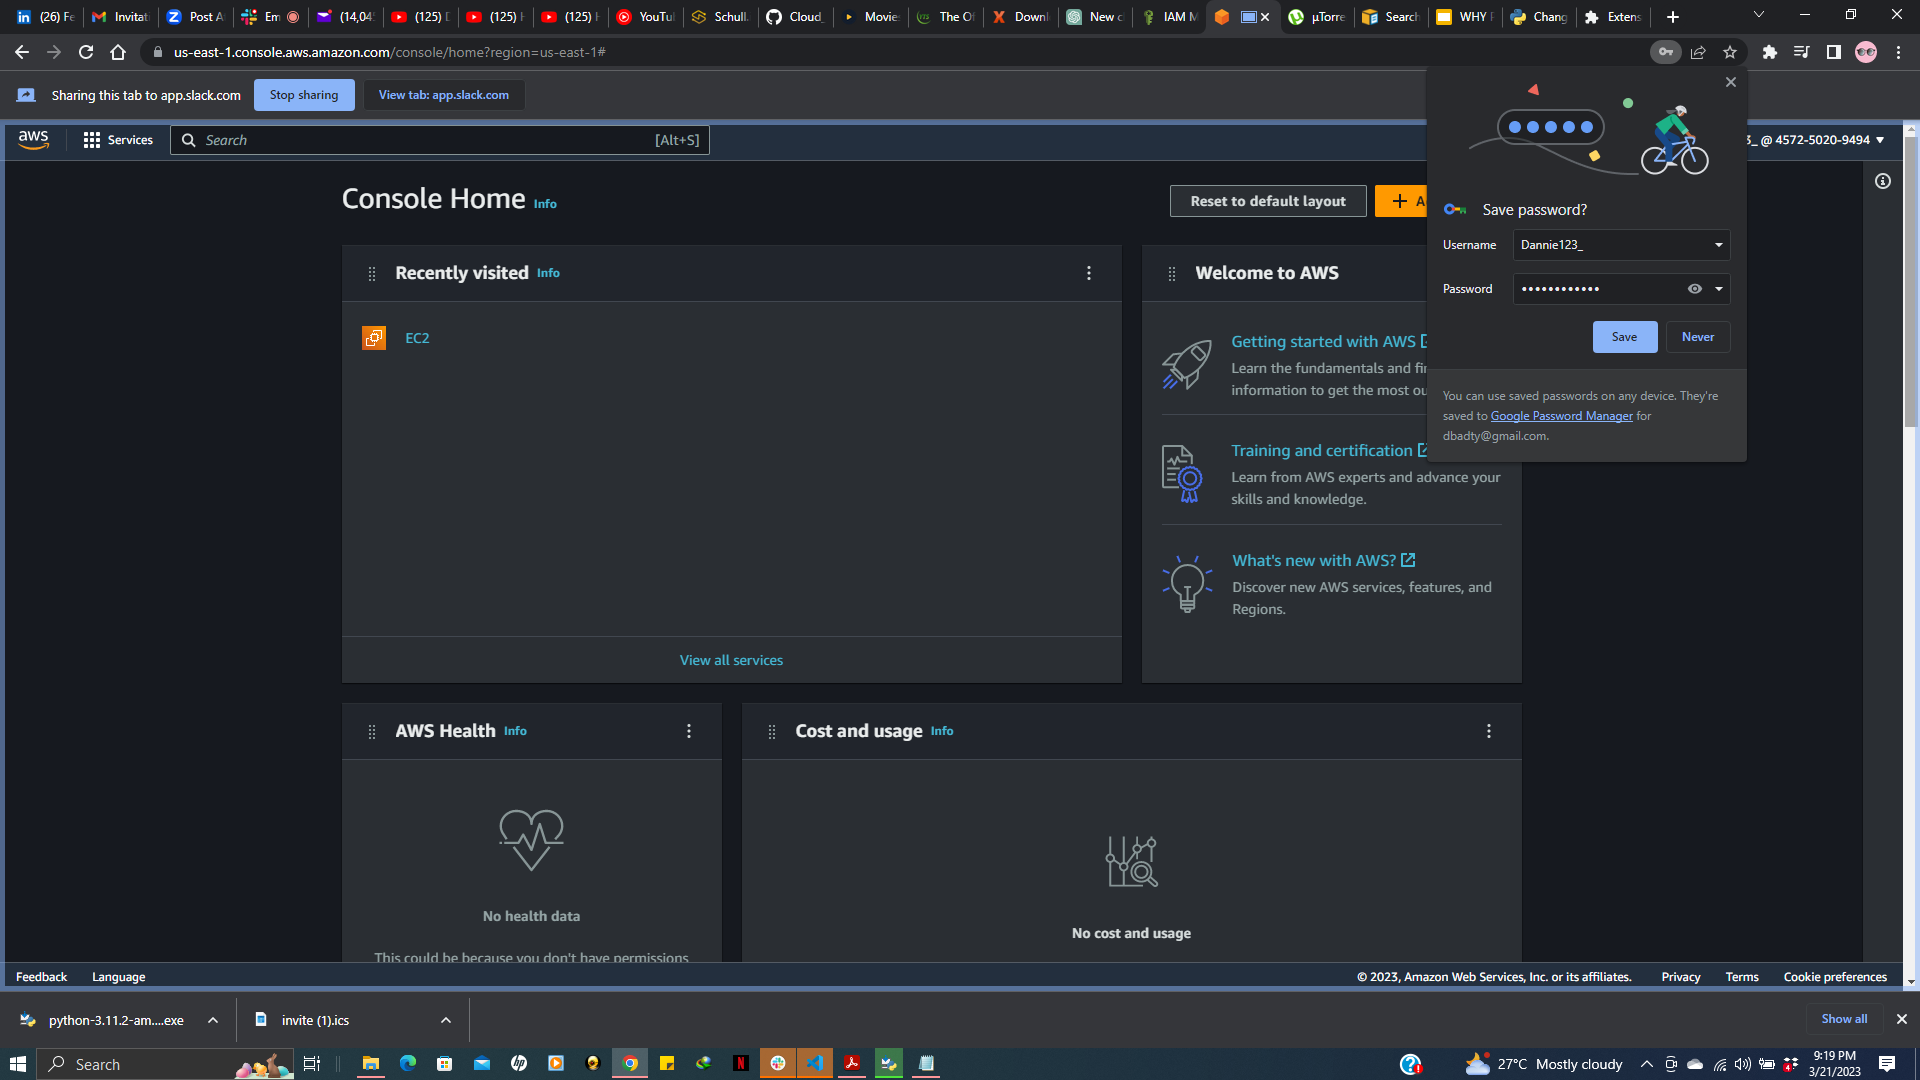 (26) Fe
Invitati
Post A
Em
(14,04
(125) D
(125) H
(125) H
YouTu
Schull
Cloud_
Movie
The Of
Downl
New c
IAM M
µTorre
Search
WHY P
Chang
Extens
us-east-1.console.aws.amazon.com/console/home?region=us-east-1#
Sharing this tab to app.slack.com
Stop sharing
View tab: app.slack.com
aws
Services
Search
[Alt+S]
_ @ 4572-5020-9494
Console Home Info
Reset to default layout
Recently visited Info
EC2
View all services
Welcome to AWS
Getting started with AWS
Learn the fundamentals and fi
information to get the most ou
Training and certification
Learn from AWS experts and advance your
skills and knowledge.
What's new with AWS?
Discover new AWS services, features, and
Regions.
Save password?
Username
Dannie123_
Password
••••••••••••
Save
Never
You can use saved passwords on any device. They're
saved to Google Password Manager for
dbadty@gmail.com.
AWS Health Info
No health data
This could be because you don't have permissions
Cost and usage Info
No cost and usage
Feedback
Language
© 2023, Amazon Web Services, Inc. or its affiliates.
Privacy
Terms
Cookie preferences
python-3.11.2-am....exe
invite (1).ics
Show all
Search
27°C Mostly cloudy
9:19 PM
3/21/2023